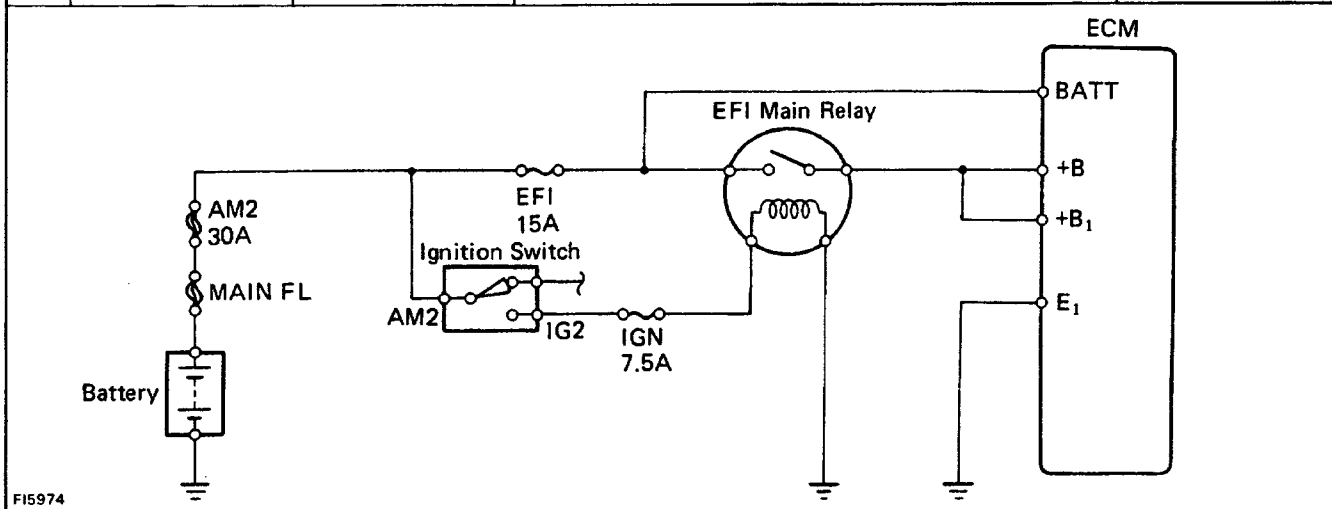 ECM
BATT
EFI Main Relay
+B
EFI
15A
AM2
30A
+B₁
Ignition Switch
MAIN FL
AM2
IG2
IGN
7.5A
E₁
Battery
FI5974